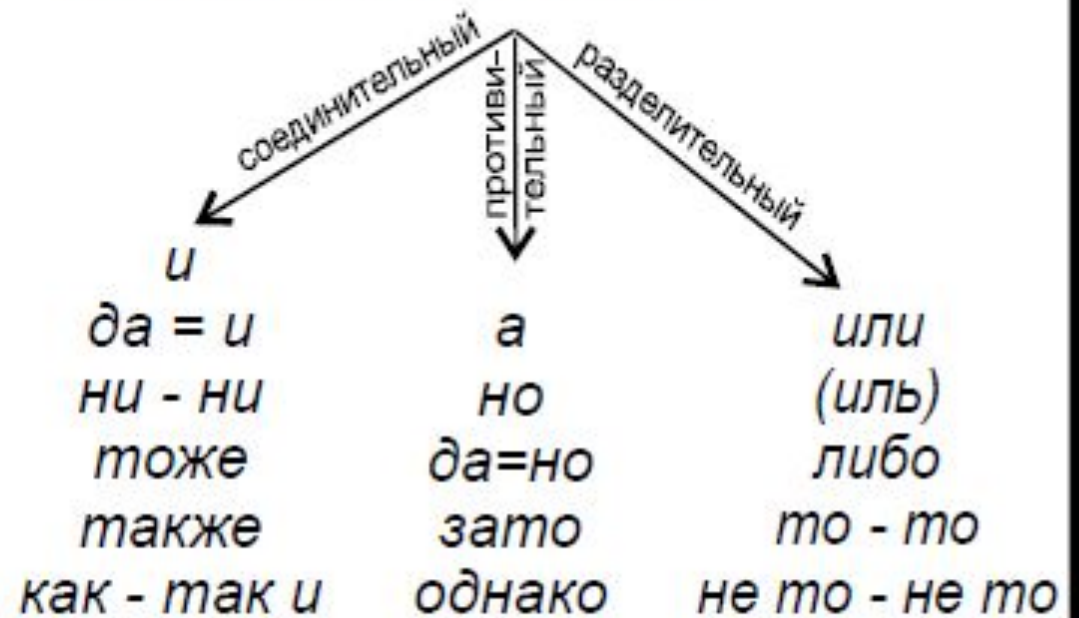 соединительный
противи-
тельный
разделительный
и
да = и
ни - ни
тоже
также
как - так и
а
но
да=но
зато
однако
или
(иль)
либо
то - то
не то - не то